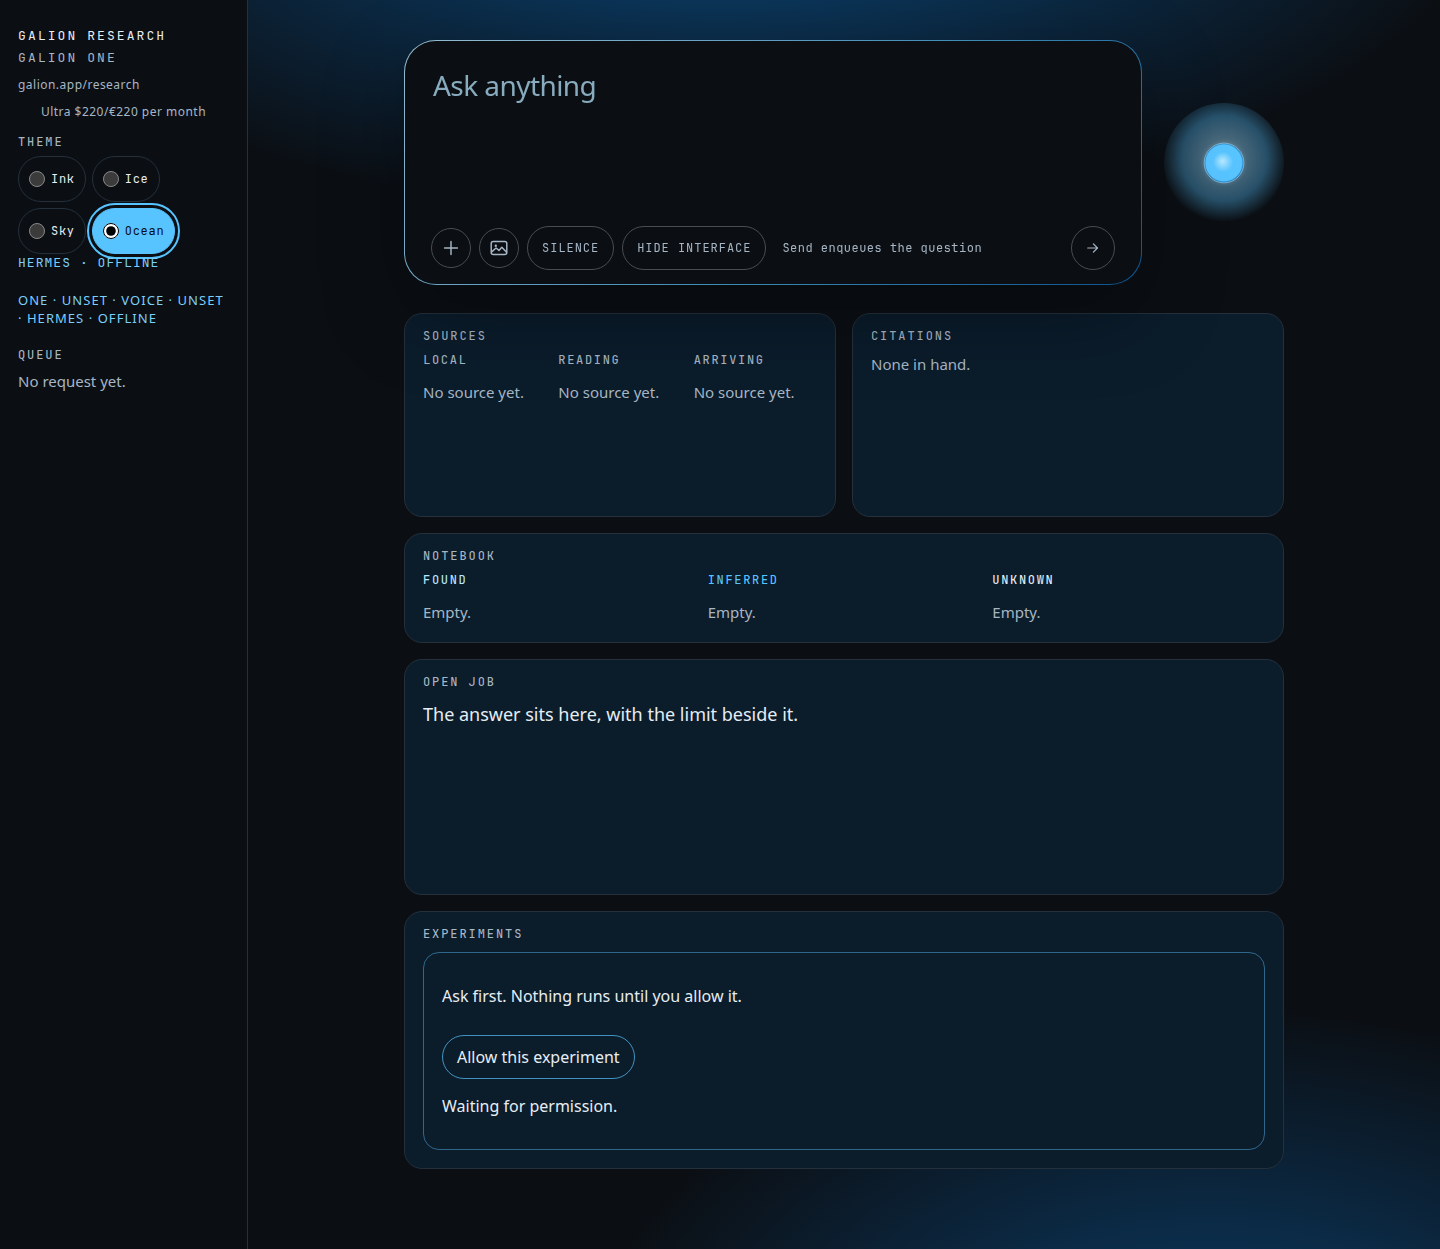 GALION RESEARCH
GALION ONE
galion.app/research
Ultra $220/€220 per month
THEME
Ink Ice
Sky Ocean
HERMES · OFFLINE
ONE · UNSET · VOICE · UNSET
· HERMES · OFFLINE
QUEUE
No request yet.
Ask anything
SILENCE HIDE INTERFACE Send enqueues the question
SOURCES
LOCAL READING ARRIVING
No source yet. No source yet. No source yet.
CITATIONS
None in hand.
NOTEBOOK
FOUND INFERRED UNKNOWN
Empty. Empty. Empty.
OPEN JOB
The answer sits here, with the limit beside it.
EXPERIMENTS
Ask first. Nothing runs until you allow it.
Allow this experiment
Waiting for permission.